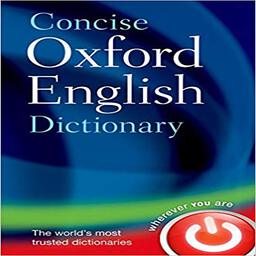 Concise
Oxford
English
Dictionary
wherever YOU are
The world's most
trusted dictionaries